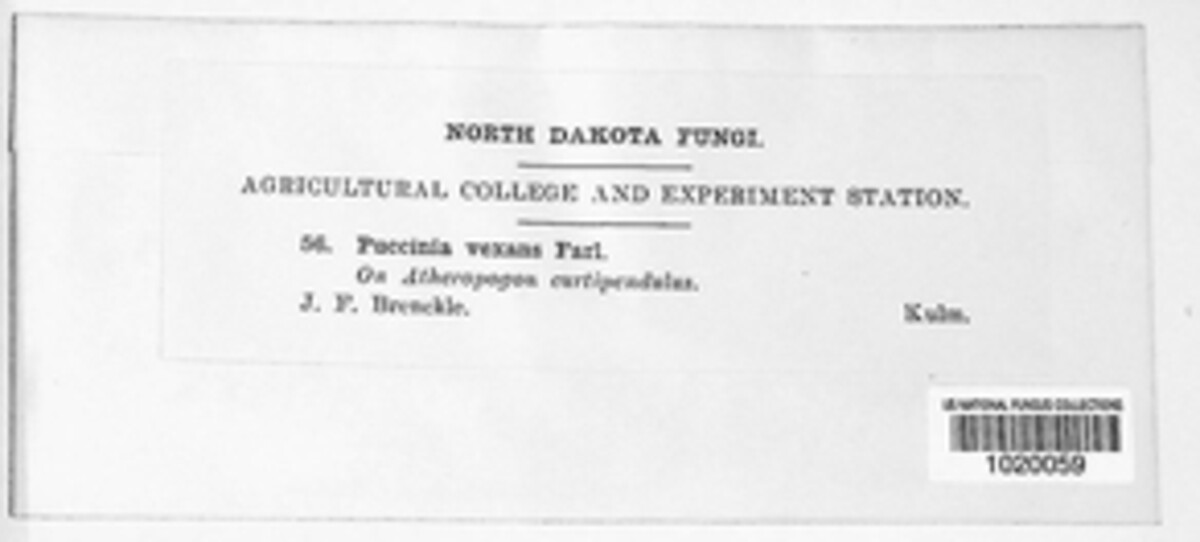 NORTH DAKOTA FUNGI.
AGRICULTURAL COLLEGE AND EXPERIMENT STATION.
56. Puccinia vexans Farl.
On Atheropogon curtipendulus.
J. F. Brenckle. Kulm.
US NATIONAL FUNGUS COLLECTIONS
1020059